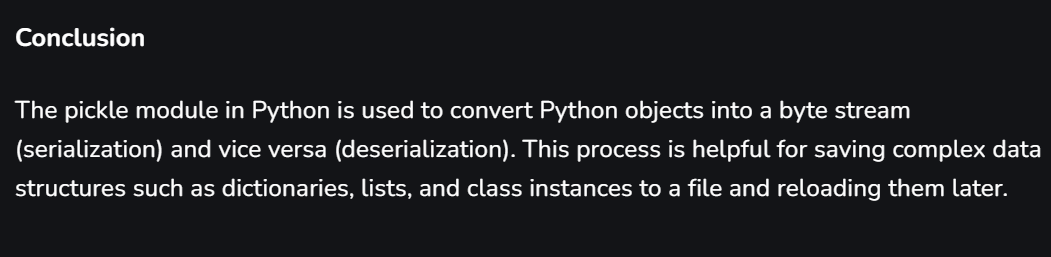 Conclusion
The pickle module in Python is used to convert Python objects into a byte stream
(serialization) and vice versa (deserialization). This process is helpful for saving complex data
structures such as dictionaries, lists, and class instances to a file and reloading them later.